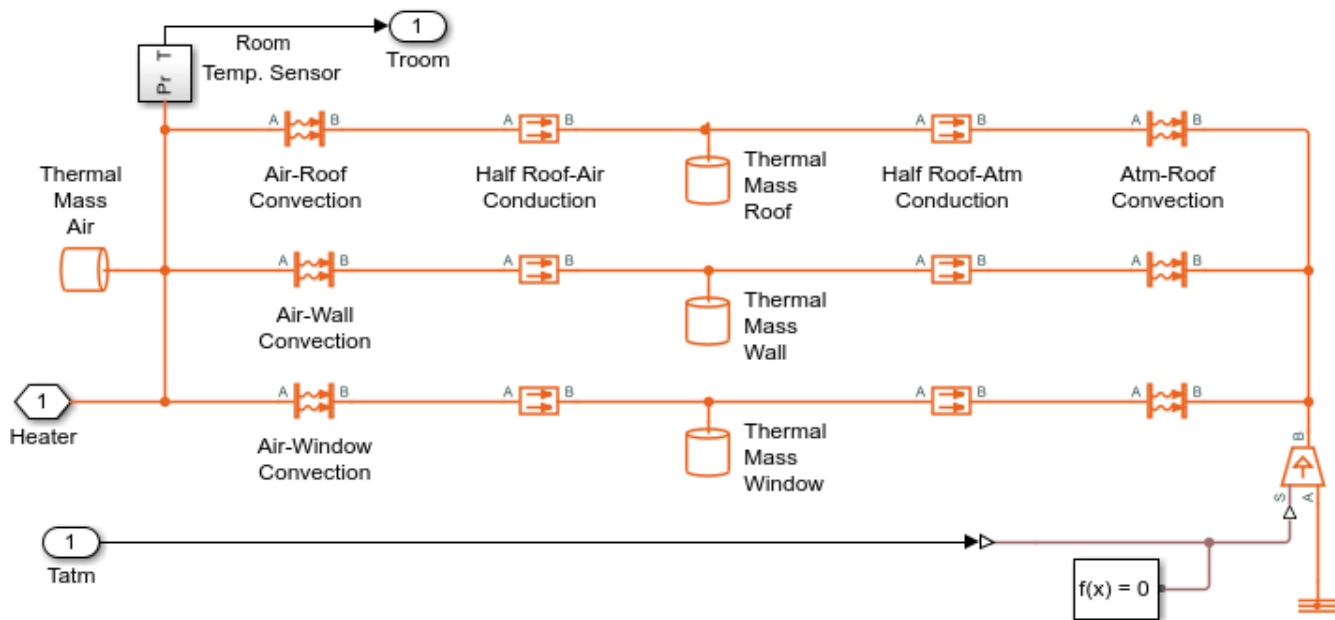 1
Troom
Pr T
Room
Temp. Sensor
A B
A B
A B
A B
Air-Roof
Convection
Half Roof-Air
Conduction
Thermal
Mass
Roof
Half Roof-Atm
Conduction
Atm-Roof
Convection
Thermal
Mass
Air
A B
A B
A B
A B
Air-Wall
Convection
Thermal
Mass
Wall
1
Heater
A B
A B
A B
A B
Air-Window
Convection
Thermal
Mass
Window
B
S
A
1
Tatm
f(x) = 0